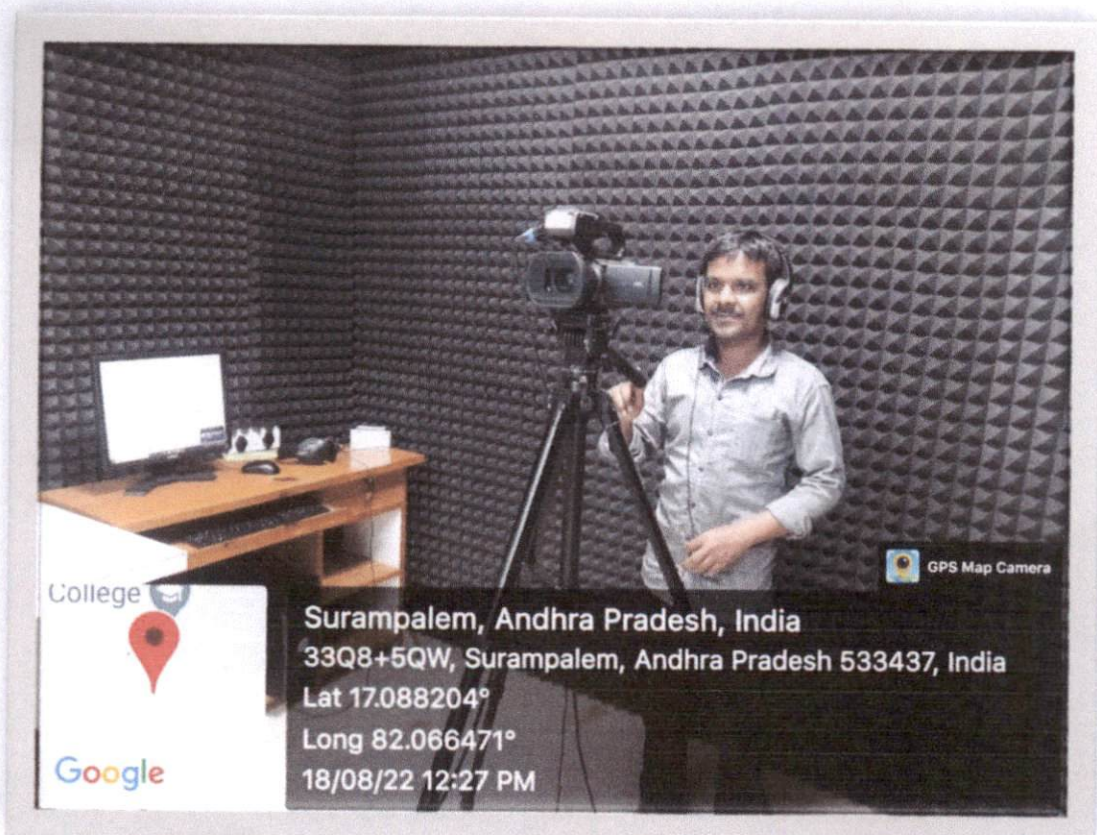 GPS Map Camera
College
Surampalem, Andhra Pradesh, India
33Q8+5QW, Surampalem, Andhra Pradesh 533437, India
Lat 17.088204°
Long 82.066471°
18/08/22 12:27 PM
Google